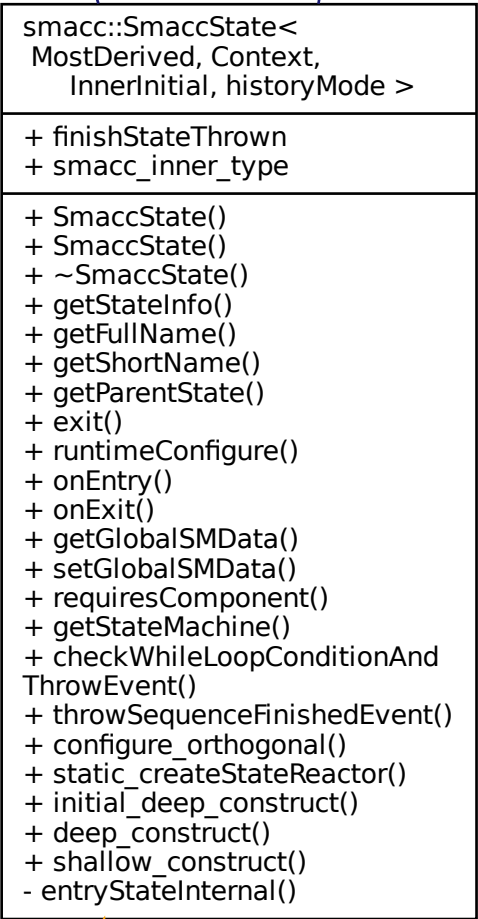 smacc::SmaccState<
MostDerived, Context,
InnerInitial, historyMode >
+ finishStateThrown
+ smacc_inner_type
+ SmaccState()
+ SmaccState()
+ ~SmaccState()
+ getStateInfo()
+ getFullName()
+ getShortName()
+ getParentState()
+ exit()
+ runtimeConfigure()
+ onEntry()
+ onExit()
+ getGlobalSMData()
+ setGlobalSMData()
+ requiresComponent()
+ getStateMachine()
+ checkWhileLoopConditionAnd
ThrowEvent()
+ throwSequenceFinishedEvent()
+ configure_orthogonal()
+ static_createStateReactor()
+ initial_deep_construct()
+ deep_construct()
+ shallow_construct()
- entryStateInternal()